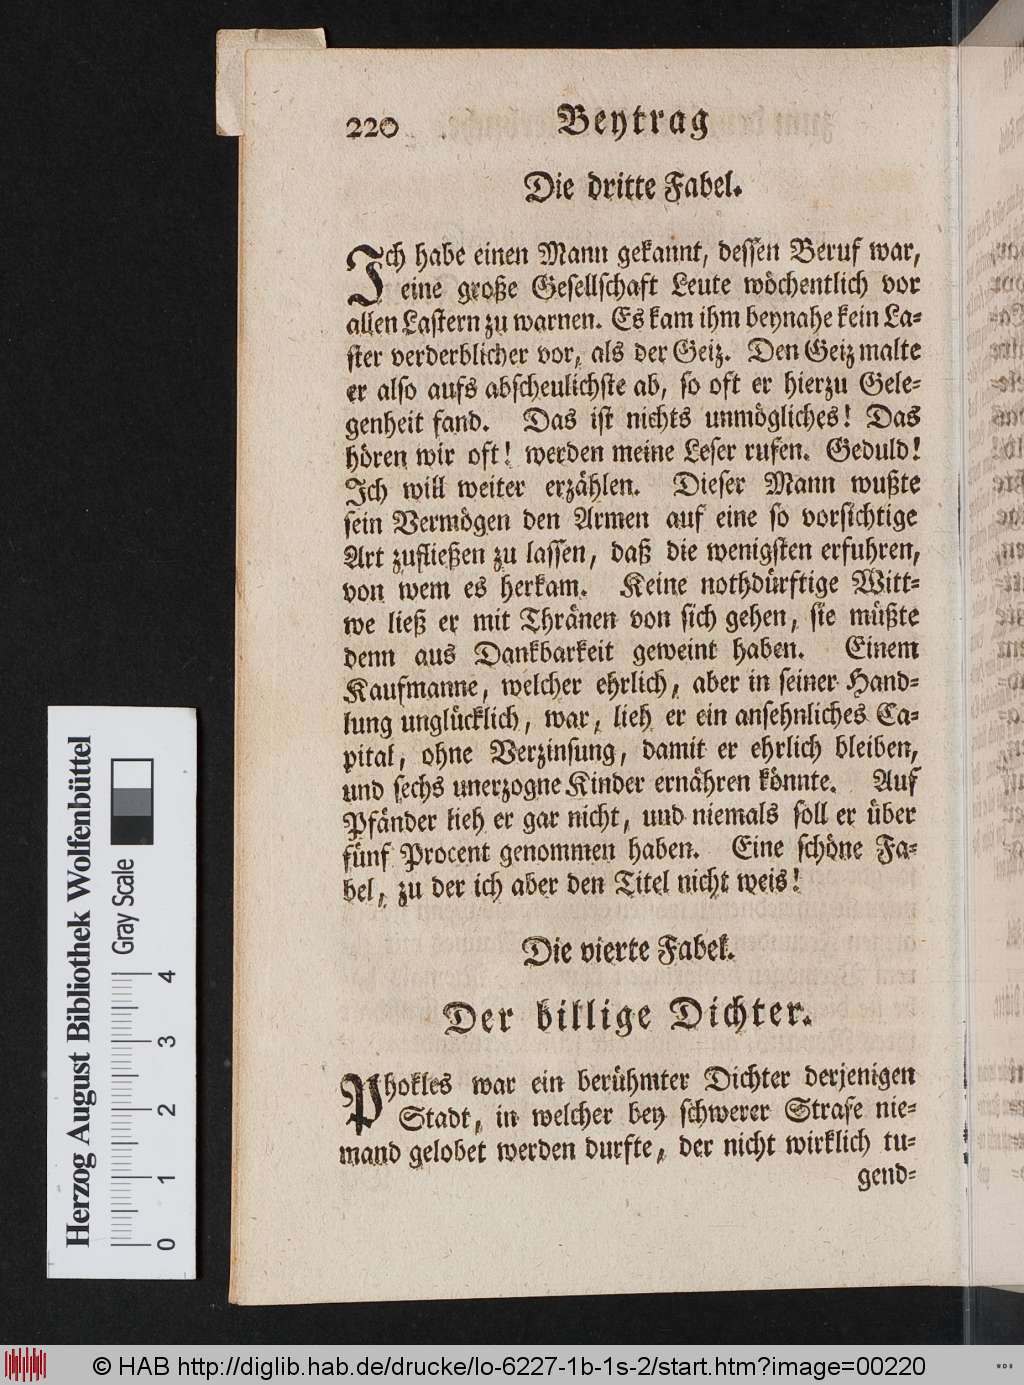 220 Beytrag
Die dritte Fabel.
Ich habe einen Mann gekannt, dessen Beruf war,
eine große Gesellschaft Leute wöchentlich vor
allen Lastern zu warnen. Es kam ihm beynahe kein La-
ster verderblicher vor, als der Geiz. Den Geiz malte
er also aufs abscheulichste ab, so oft er hierzu Gele-
genheit fand. Das ist nichts unmögliches! Das
hören wir oft! werden meine Leser rufen. Geduld!
Ich will weiter erzählen. Dieser Mann wußte
sein Vermögen den Armen auf eine so vorsichtige
Art zufließen zu lassen, daß die wenigsten erfuhren,
von wem es herkam. Keine nothdürftige Witt-
we ließ er mit Thränen von sich gehen, sie müßte
denn aus Dankbarkeit geweint haben. Einem
Kaufmanne, welcher ehrlich, aber in seiner Hand-
lung unglücklich, war, lieh er ein ansehnliches Ca-
pital, ohne Verzinsung, damit er ehrlich bleiben,
und sechs unerzogne Kinder ernähren könnte. Auf
Pfänder lieh er gar nicht, und niemals soll er über
fünf Procent genommen haben. Eine schöne Fa-
bel, zu der ich aber den Titel nicht weis!
Die vierte Fabel.
Der billige Dichter.
Phokles war ein berühmter Dichter derjenigen
Stadt, in welcher bey schwerer Strafe nie-
mand gelobet werden durfte, der nicht wirklich tu-
gend-
Herzog August Bibliothek Wolfenbüttel
Gray Scale
0 1 2 3 4
© HAB http://diglib.hab.de/drucke/lo-6227-1b-1s-2/start.htm?image=00220